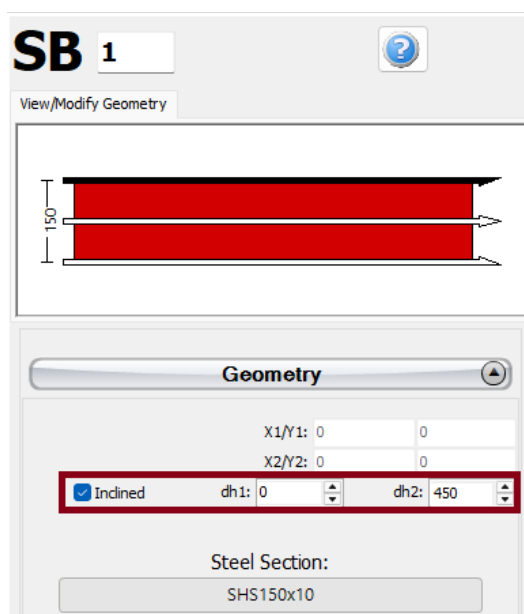 SB 1
View/Modify Geometry
150
Geometry
X1/Y1: 0 0
X2/Y2: 0 0
Inclined dh1: 0 dh2: 450
Steel Section:
SHS150x10